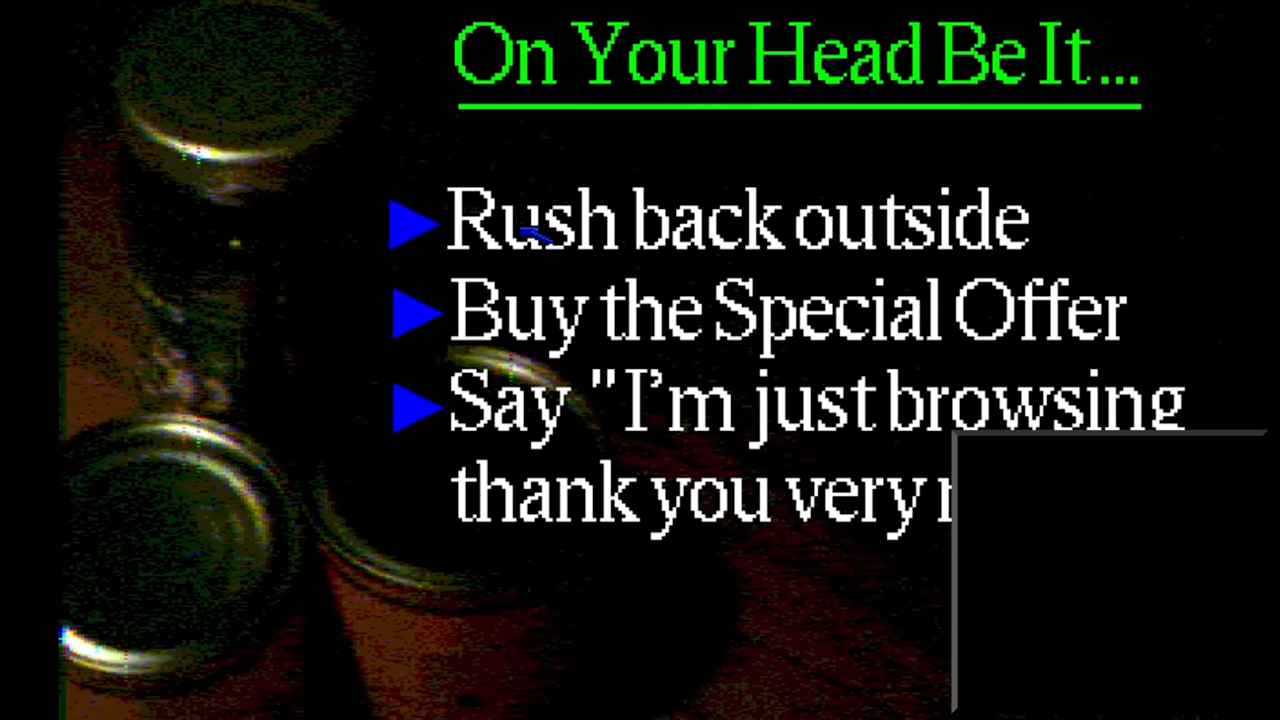 On Your Head Be It...
Rush back outside
Buy the Special Offer
Say "I'm just browsing
thank you very